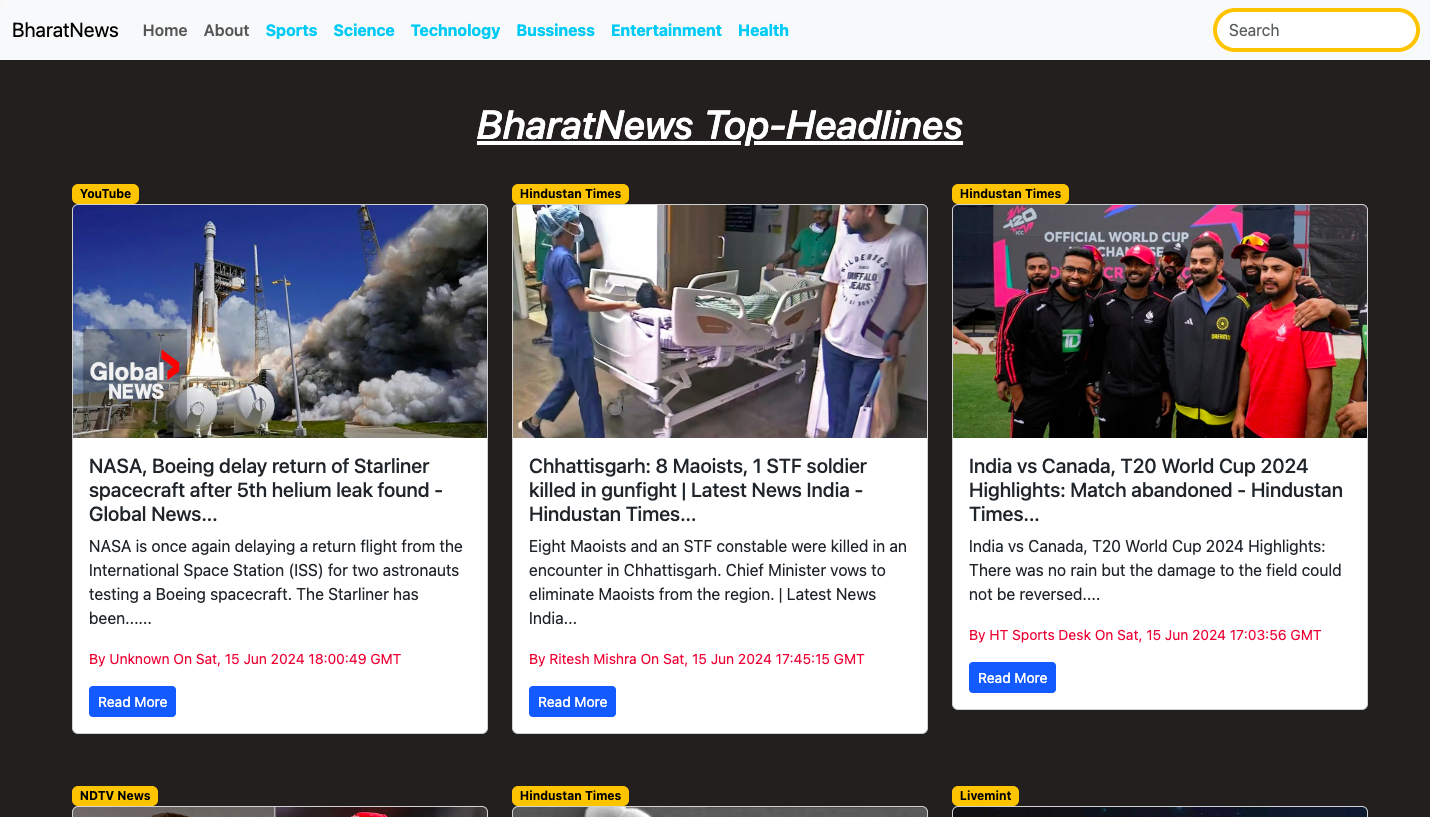 BharatNews Home About Sports Science Technology Bussiness Entertainment Health Search
BharatNews Top-Headlines
YouTube
Global
NEWS
NASA, Boeing delay return of Starliner
spacecraft after 5th helium leak found -
Global News...
NASA is once again delaying a return flight from the
International Space Station (ISS) for two astronauts
testing a Boeing spacecraft. The Starliner has
been......
By Unknown On Sat, 15 Jun 2024 18:00:49 GMT
Read More
Hindustan Times
BUFFALO
JEANS
Chhattisgarh: 8 Maoists, 1 STF soldier
killed in gunfight | Latest News India -
Hindustan Times...
Eight Maoists and an STF constable were killed in an
encounter in Chhattisgarh. Chief Minister vows to
eliminate Maoists from the region. | Latest News
India...
By Ritesh Mishra On Sat, 15 Jun 2024 17:45:15 GMT
Read More
Hindustan Times
T20
ICC
OFFICIAL WORLD CUP
TD
India vs Canada, T20 World Cup 2024
Highlights: Match abandoned - Hindustan
Times...
India vs Canada, T20 World Cup 2024 Highlights:
There was no rain but the damage to the field could
not be reversed....
By HT Sports Desk On Sat, 15 Jun 2024 17:03:56 GMT
Read More
NDTV News
Hindustan Times
Livemint